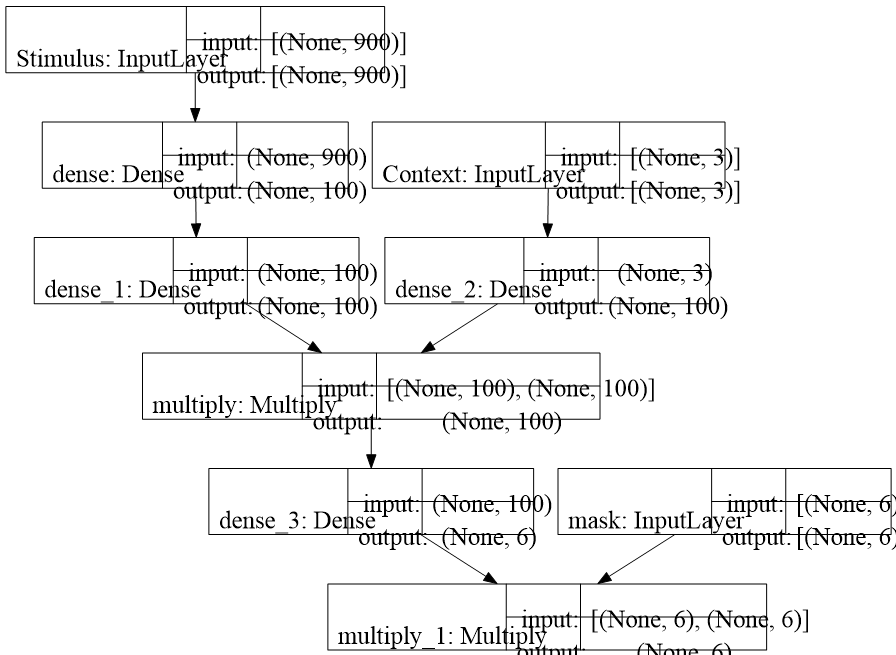 Stimulus: InputLayer
input: [(None, 900)]
output: [(None, 900)]
dense: Dense
input: (None, 900)
output: (None, 100)
Context: InputLayer
input: [(None, 3)]
output: [(None, 3)]
dense_1: Dense
input: (None, 100)
output: (None, 100)
dense_2: Dense
input: (None, 3)
output: (None, 100)
multiply: Multiply
input: [(None, 100), (None, 100)]
output: (None, 100)
dense_3: Dense
input: (None, 100)
output: (None, 6)
mask: InputLayer
input: [(None, 6)
output: [(None, 6)
multiply_1: Multiply
input: [(None, 6), (None, 6)]
output: (None, 6)